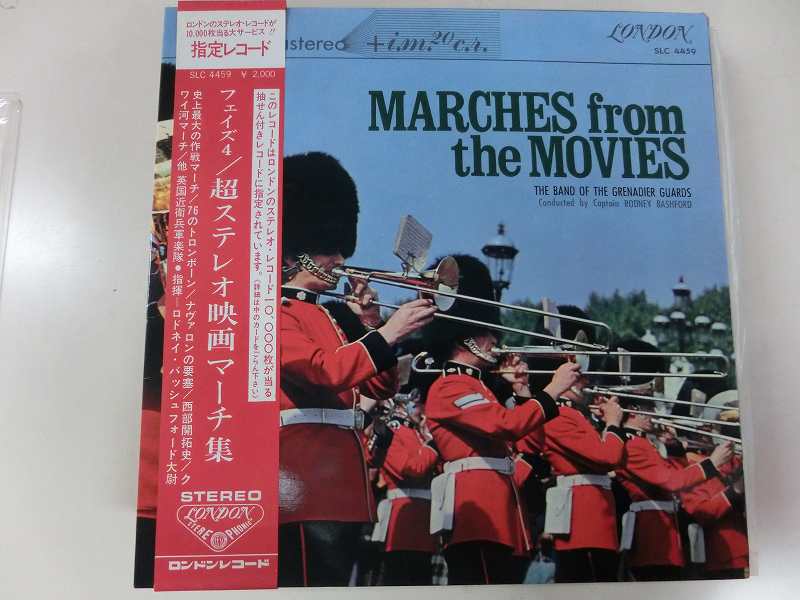 ロンドンのステレオ・レコードが
10,000枚当る大サービス!!
指定レコード
SLC 4459 ¥ 2,000
このレコードはロンドンのステレオ・レコード一〇、〇〇〇枚が当る
抽せん付きレコードに指定されています。(詳細は中のカードをごらん下さい)
フェイズ4/超ステレオ映画マーチ集
史上最大の作戦マーチ/76のトロンボーン/ナヴァロンの要塞/西部開拓史/ク
ワイ河マーチ/他 英国近衛兵軍楽隊●指揮=ロドネイ・バッシュフォード大尉
STEREO
LONDON
STEREO PHONIC
ロンドンレコード
stereo +i.m.20c.r.
LONDON
SLC 4459
MARCHES from
the MOVIES
THE BAND OF THE GRENADIER GUARDS
Conducted by Captain RODNEY BASHFORD